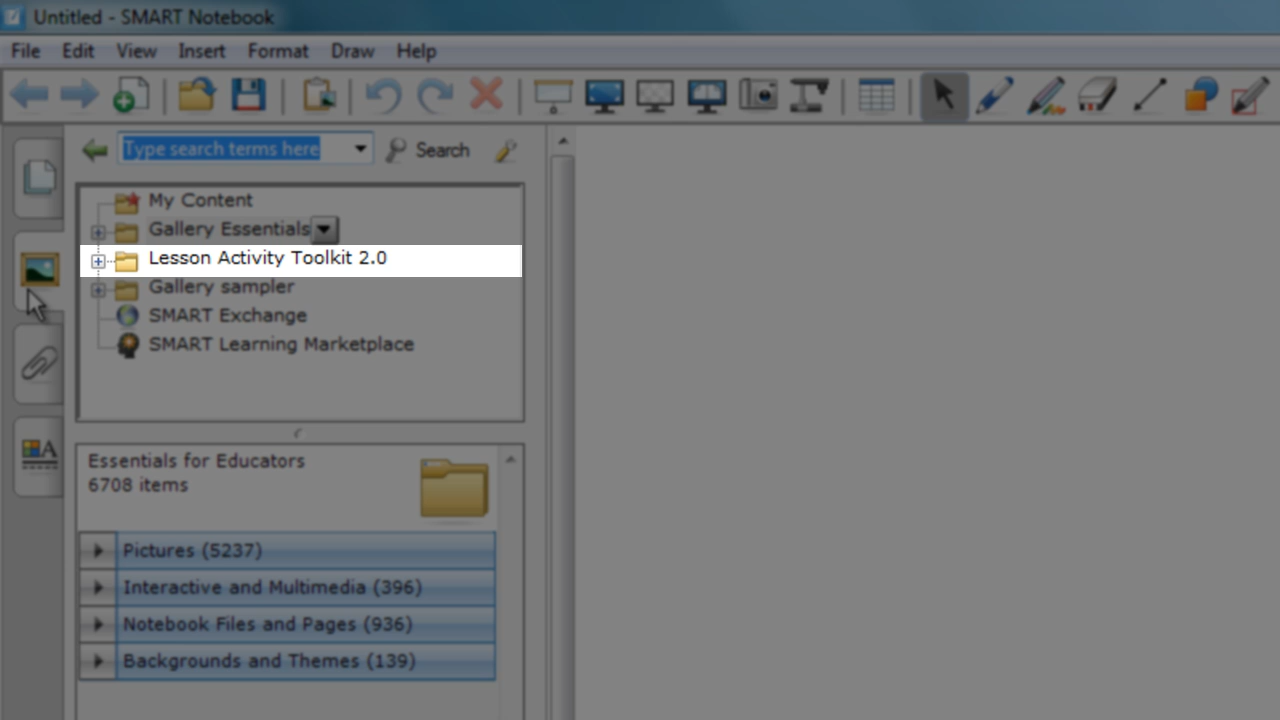 Untitled - SMART Notebook
File Edit View Insert Format Draw Help
Type search terms here Search
My Content
Gallery Essentials
Lesson Activity Toolkit 2.0
Gallery sampler
SMART Exchange
SMART Learning Marketplace
A
Essentials for Educators
6708 items
Pictures (5237)
Interactive and Multimedia (396)
Notebook Files and Pages (936)
Backgrounds and Themes (139)